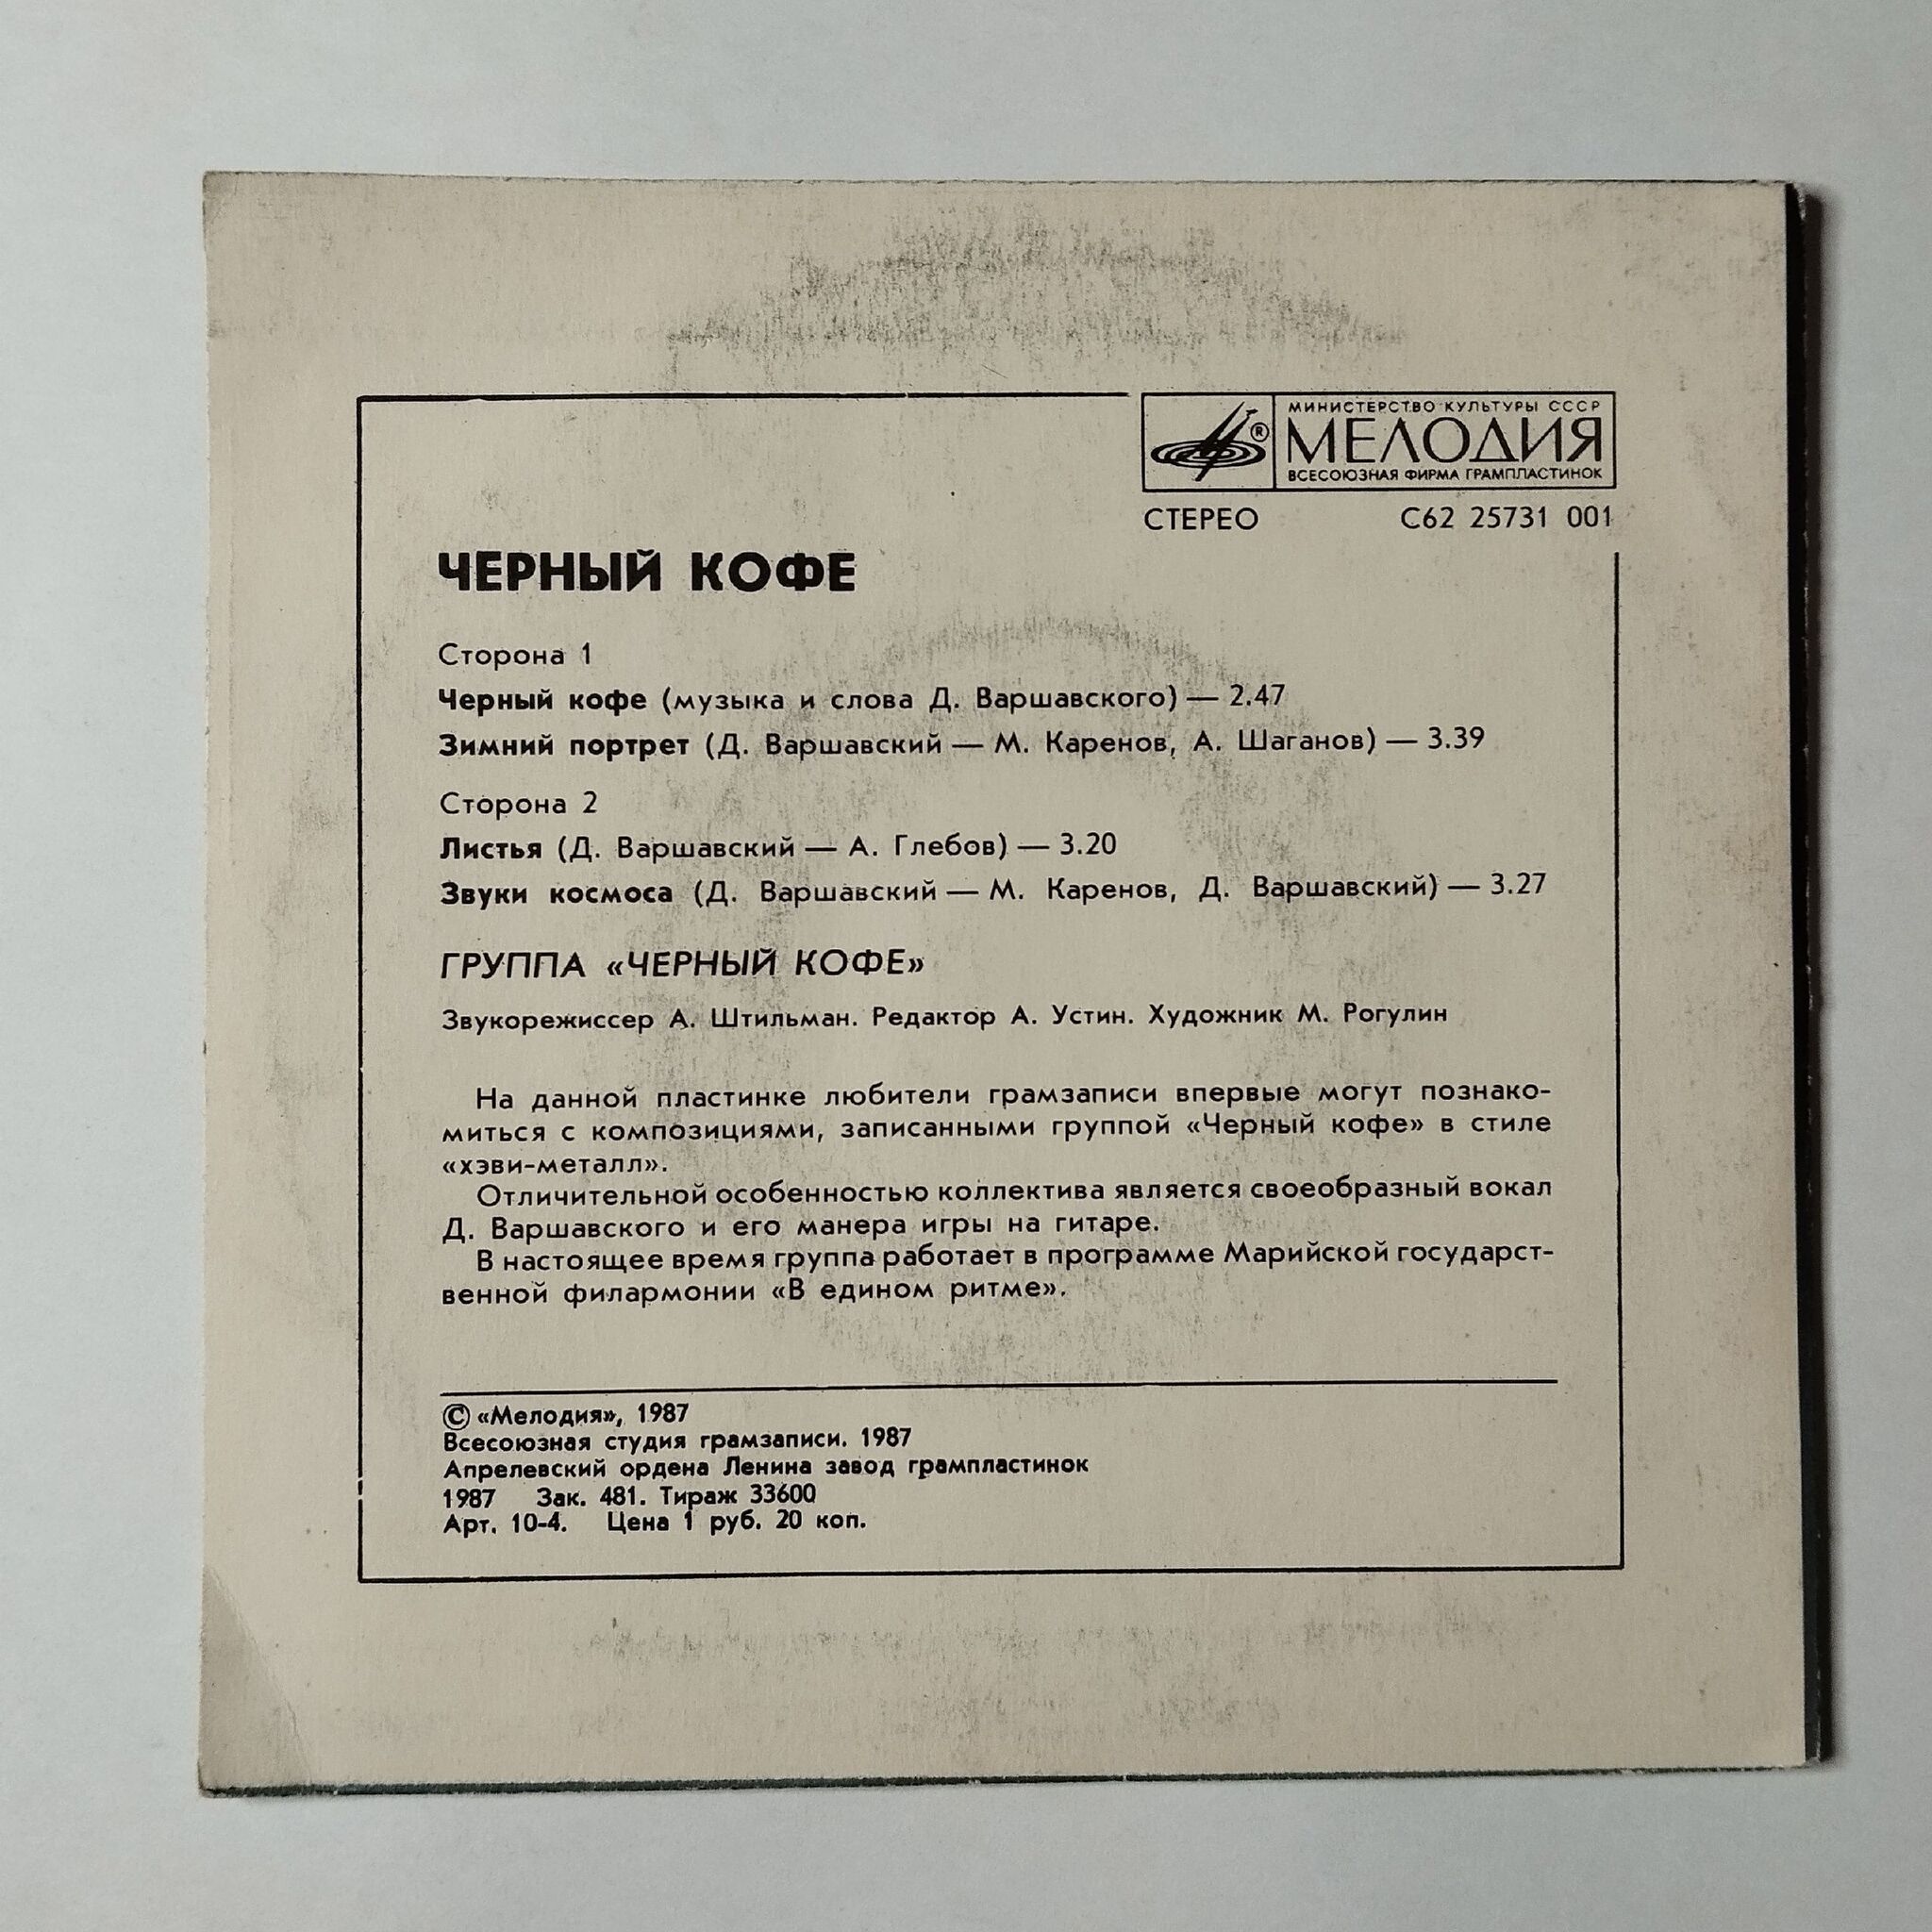 МИНИСТЕРСТВО КУЛЬТУРЫ СССР
МЕЛОДИЯ
®
ВСЕСОЮЗНАЯ ФИРМА ГРАМПЛАСТИНОК
СТЕРЕО С62 25731 001
ЧЕРНЫЙ КОФЕ
Сторона 1
Черный кофе (музыка и слова Д. Варшавского) — 2.47
Зимний портрет (Д. Варшавский — М. Каренов, А. Шаганов) — 3.39
Сторона 2
Листья (Д. Варшавский — А. Глебов) — 3.20
Звуки космоса (Д. Варшавский — М. Каренов, Д. Варшавский) — 3.27
ГРУППА «ЧЕРНЫЙ КОФЕ»
Звукорежиссер А. Штильман. Редактор А. Устин. Художник М. Рогулин
На данной пластинке любители грамзаписи впервые могут познако-
миться с композициями, записанными группой «Черный кофе» в стиле
«хэви-металл».
Отличительной особенностью коллектива является своеобразный вокал
Д. Варшавского и его манера игры на гитаре.
В настоящее время группа работает в программе Марийской государст-
венной филармонии «В едином ритме».
© «Мелодия», 1987
Всесоюзная студия грамзаписи. 1987
Апрелевский ордена Ленина завод грампластинок
1987 Зак. 481. Тираж 33600
Арт. 10-4. Цена 1 руб. 20 коп.